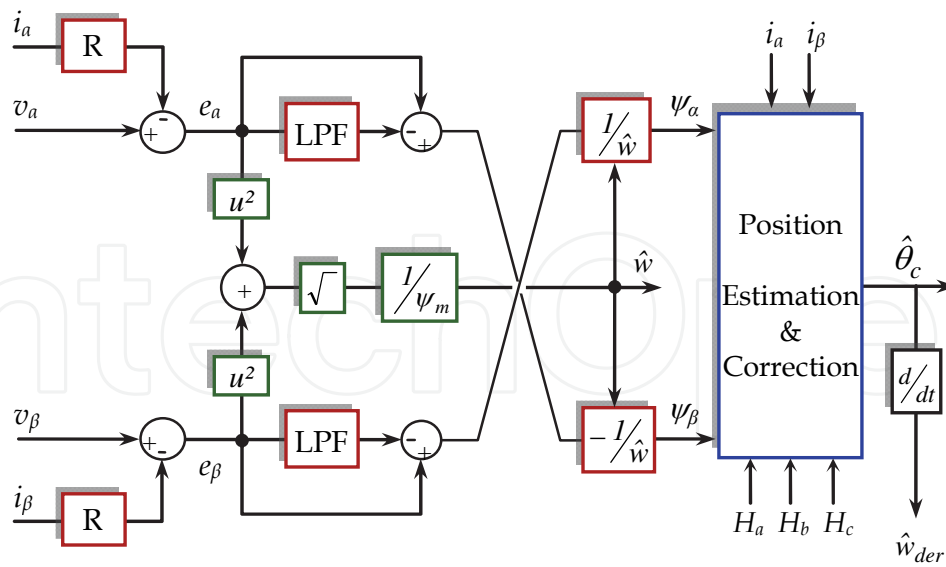 i_a
R
i_a
i_β
v_a
+
-
e_a
LPF
-
+
1/ŵ
ψ_α
u²
Position
Estimation
&
Correction
+
√
1/ψ_m
ŵ
θ̂_c
u²
d/dt
v_β
+
-
e_β
LPF
-
+
- 1/ŵ
ψ_β
i_β
R
H_a
H_b
H_c
ŵ_der
IntechOpen